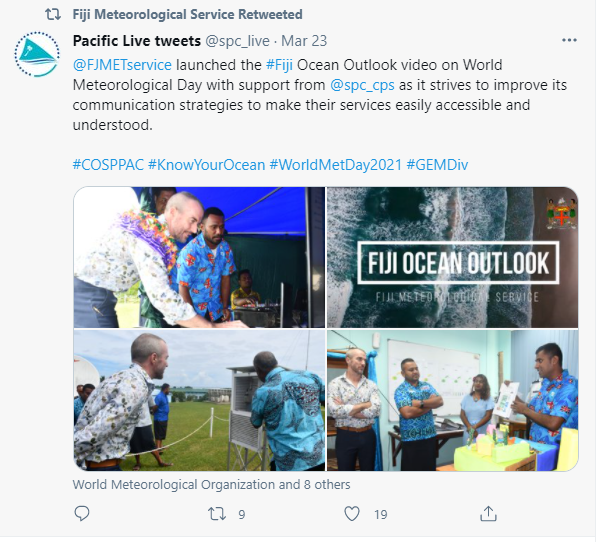 Fiji Meteorological Service Retweeted
Pacific Live tweets @spc_live · Mar 23
@FJMETservice launched the #Fiji Ocean Outlook video on World
Meteorological Day with support from @spc_cps as it strives to improve its
communication strategies to make their services easily accessible and
understood.
#COSPPAC #KnowYourOcean #WorldMetDay2021 #GEMDiv
FIJI OCEAN OUTLOOK
FIJI METEOROLOGICAL SERVICE
World Meteorological Organization and 8 others
9 19